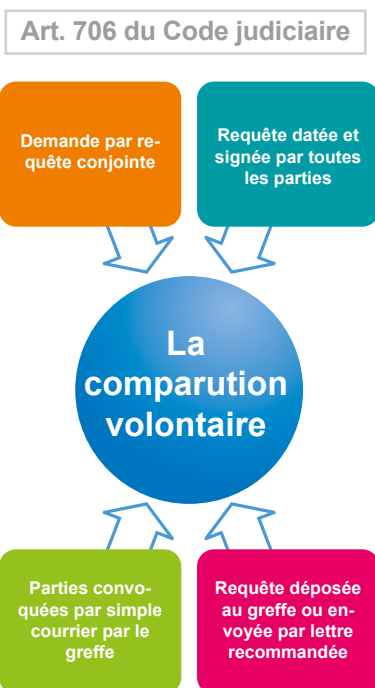 Art. 706 du Code judiciaire
Demande par re-
quête conjointe
Requête datée et
signée par toutes
les parties
La
comparution
volontaire
Parties convo-
quées par simple
courrier par le
greffe
Requête déposée
au greffe ou en-
voyée par lettre
recommandée